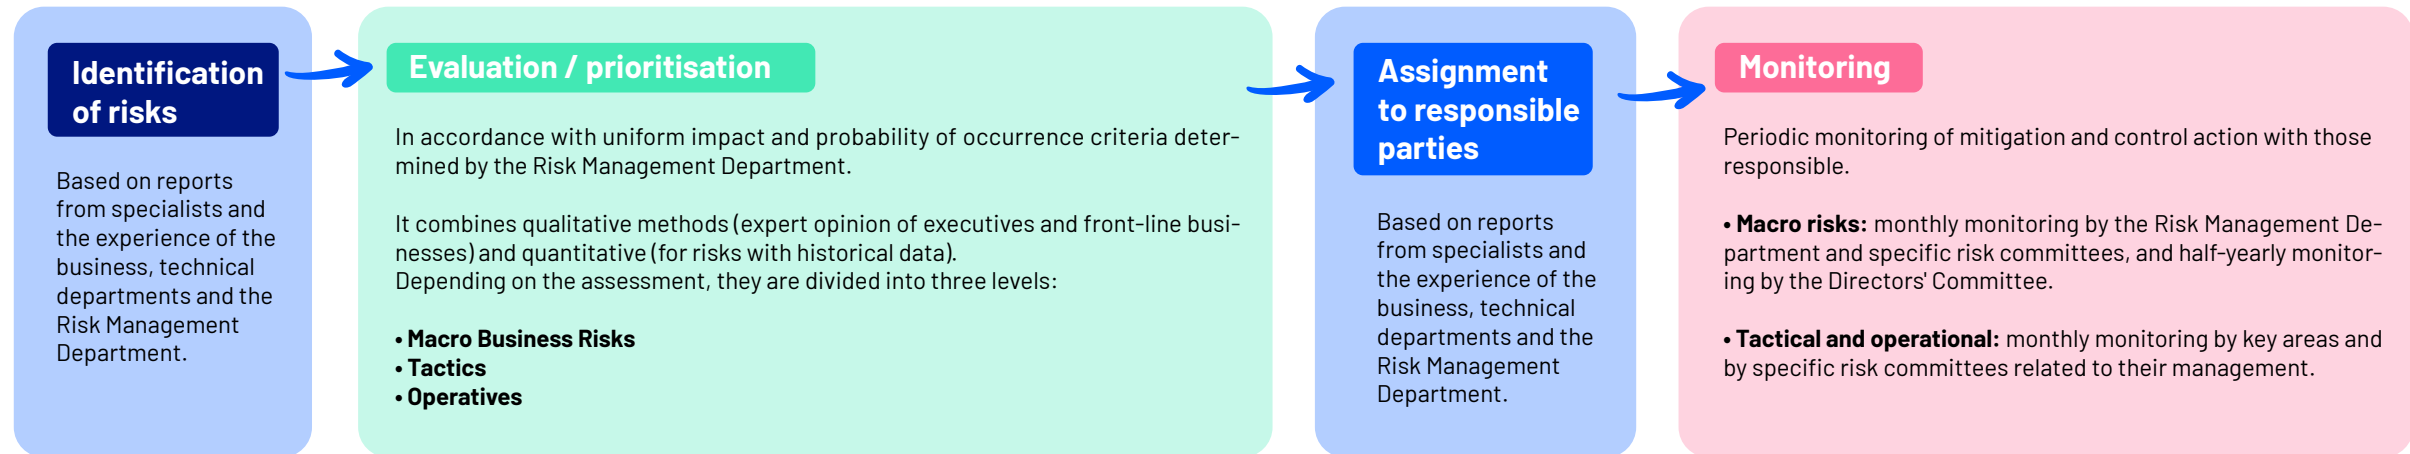 Identification
of risks
Based on reports
from specialists and
the experience of the
business, technical
departments and the
Risk Management
Department.
Evaluation / prioritisation
In accordance with uniform impact and probability of occurrence criteria deter-
mined by the Risk Management Department.
It combines qualitative methods (expert opinion of executives and front-line busi-
nesses) and quantitative (for risks with historical data).
Depending on the assessment, they are divided into three levels:
• Macro Business Risks
• Tactics
• Operatives
Assignment
to responsible
parties
Based on reports
from specialists and
the experience of the
business, technical
departments and the
Risk Management
Department.
Monitoring
Periodic monitoring of mitigation and control action with those
responsible.
• Macro risks: monthly monitoring by the Risk Management De-
partment and specific risk committees, and half-yearly monitor-
ing by the Directors' Committee.
• Tactical and operational: monthly monitoring by key areas and
by specific risk committees related to their management.